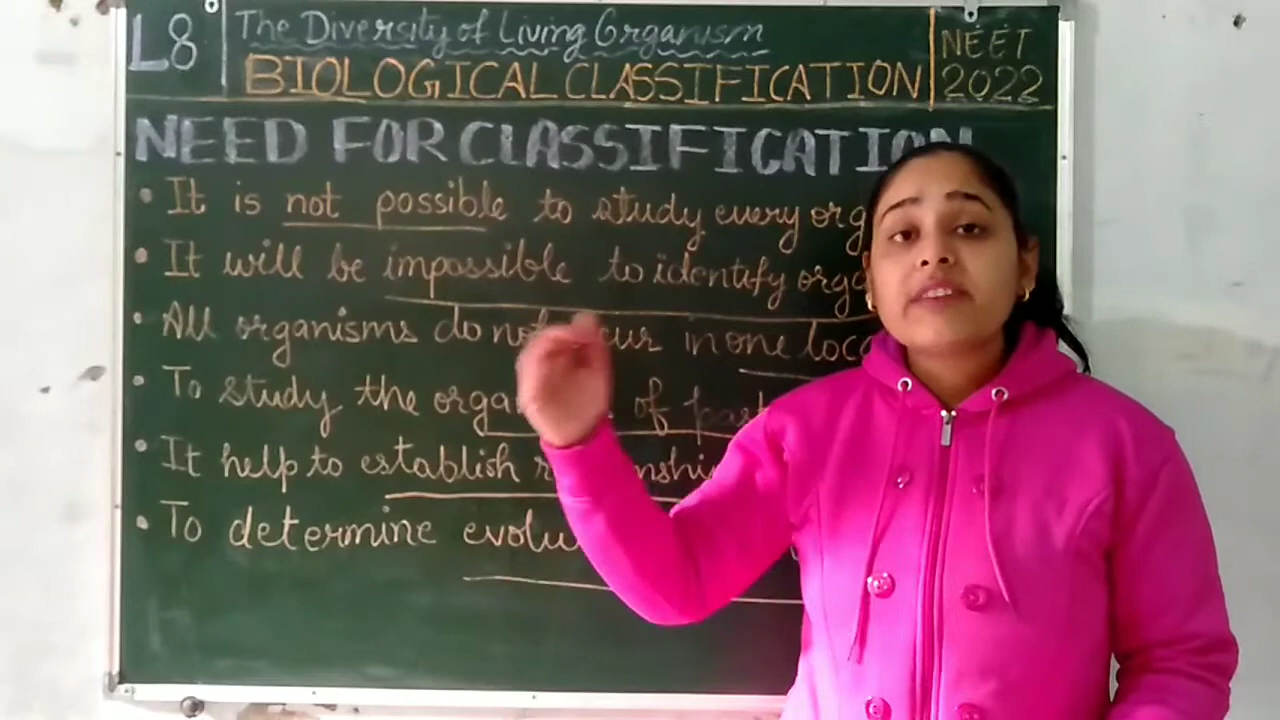 L8
The Diversity of Living Organism
BIOLOGICAL CLASSIFICATION
NEET
2022
NEED FOR CLASSIFICATION
• It is not possible to study every
• It will be impossible to identify
• All organisms do not in one
• To study the of past
• It help to establish
• To determine